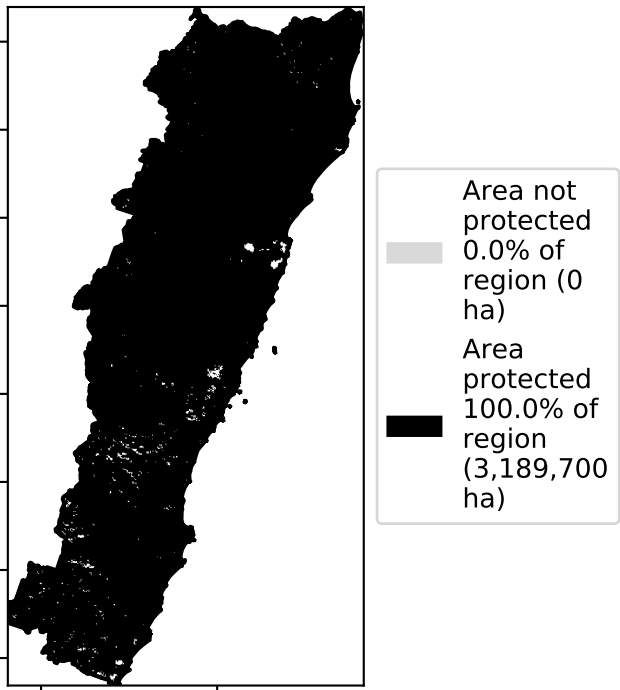 Area not
protected
0.0% of
region (0
ha)
Area
protected
100.0% of
region
(3,189,700
ha)